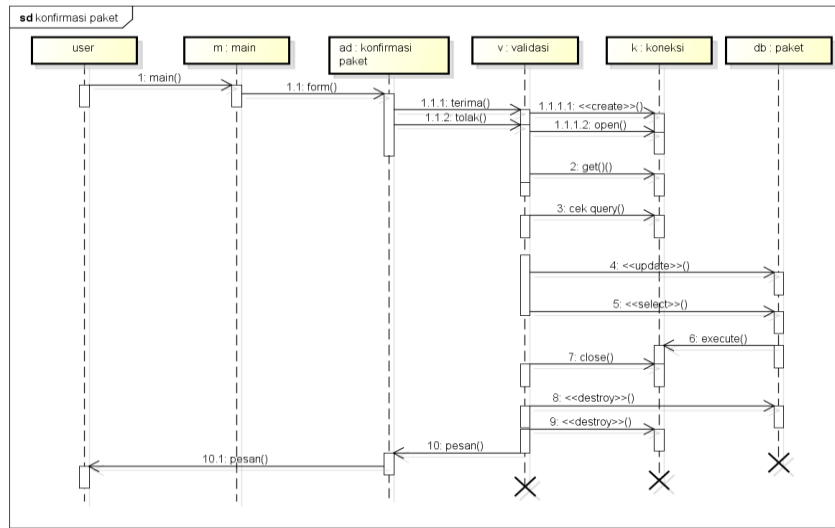 sd konfirmasi paket
user
m : main
ad : konfirmasi
paket
v : validasi
k : koneksi
db : paket
1: main()
1.1: form()
1.1.1: terima()
1.1.1.1: <<create>>()
1.1.2: tolak()
1.1.1.2: open()
2: get()()
3: cek query()
4: <<update>>()
5: <<select>>()
6: execute()
7: close()
8: <<destroy>>()
9: <<destroy>>()
10: pesan()
10.1: pesan()